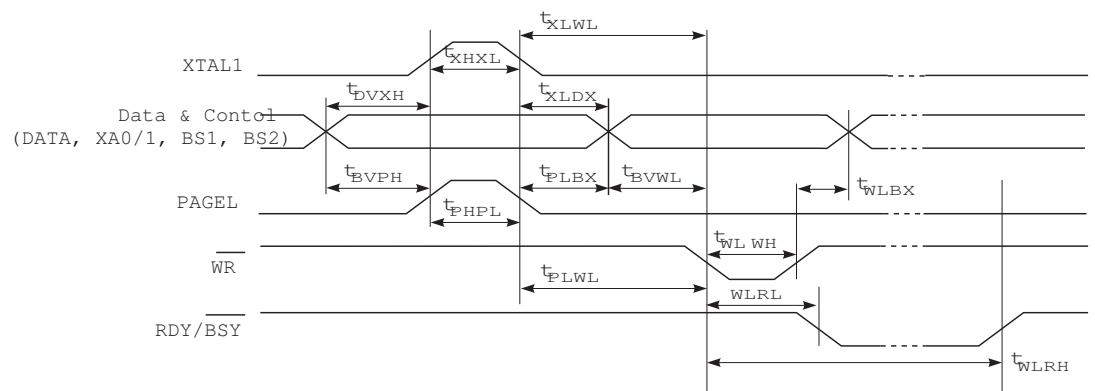 tXLWL
XTAL1
tXHXL
tDVXH
tXLDX
Data & Contol
(DATA, XA0/1, BS1, BS2)
tBVPH
tPLBX
tBVWL
tWLBX
PAGEL
tPHPL
WR
tWL WH
tPLWL
WLRL
RDY/BSY
tWLRH